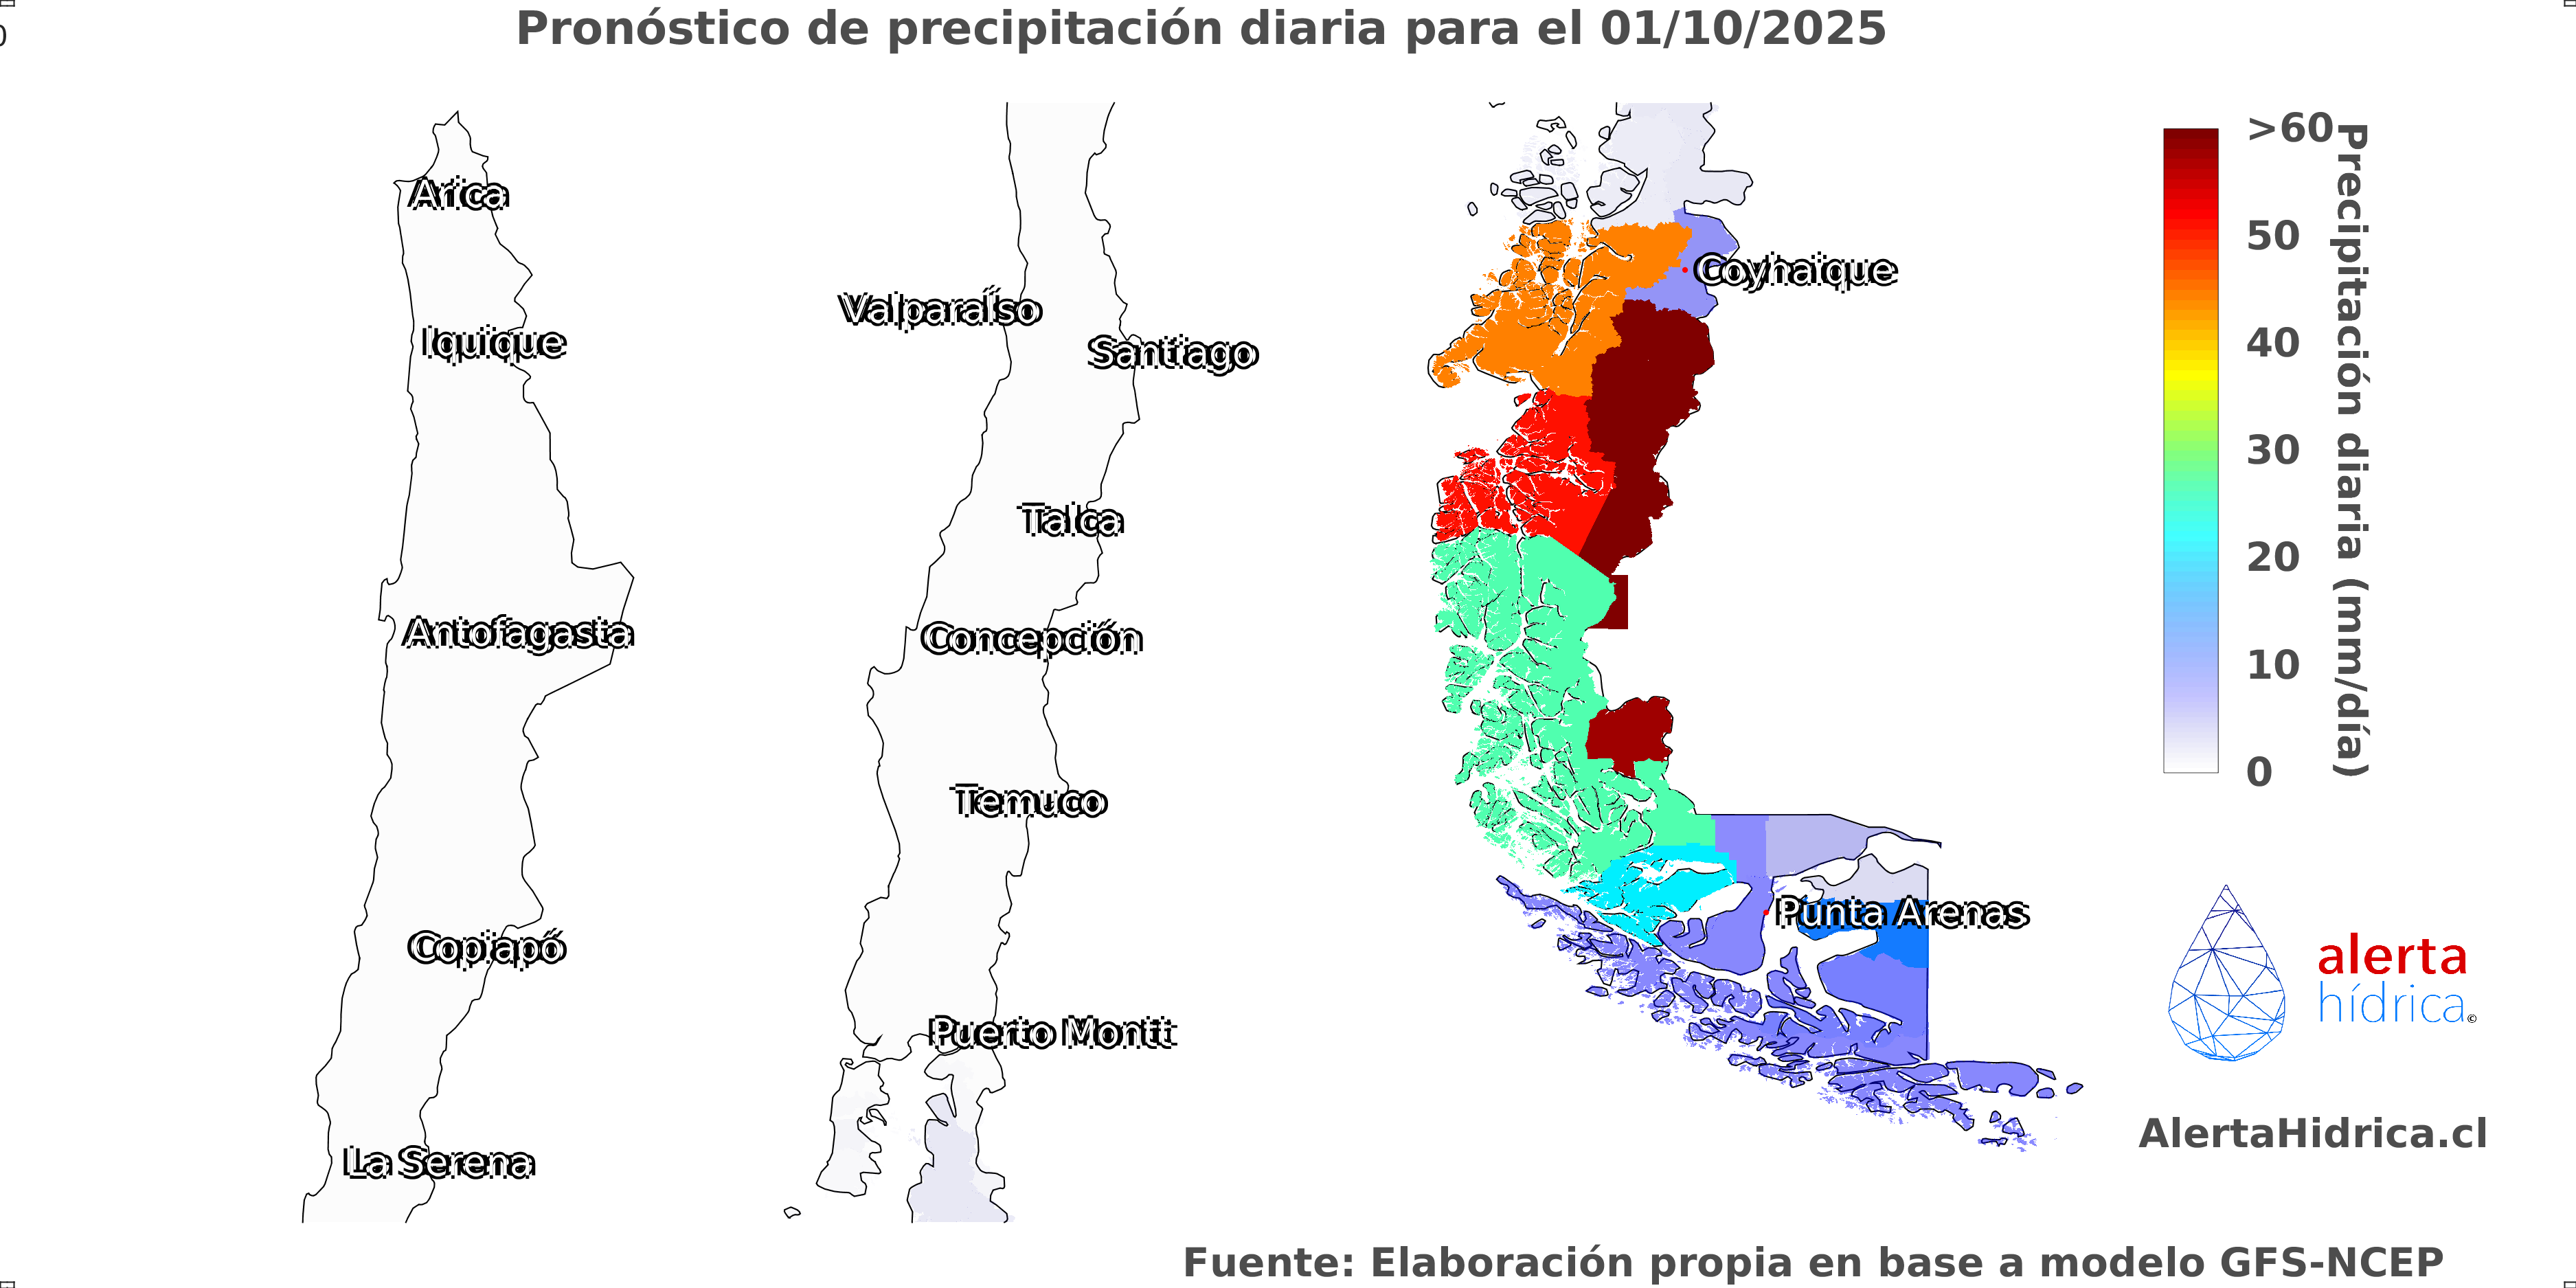 Pronóstico de precipitación diaria para el 01/10/2025
0
Arica
Iquique
Antofagasta
Copiapó
La Serena
Valparaíso
Santiago
Talca
Concepción
Temuco
Puerto Montt
Coyhaique
Punta Arenas
>60
50
40
30
20
10
0
Precipitación diaria (mm/día)
alerta
hídrica©
AlertaHidrica.cl
Fuente: Elaboración propia en base a modelo GFS-NCEP